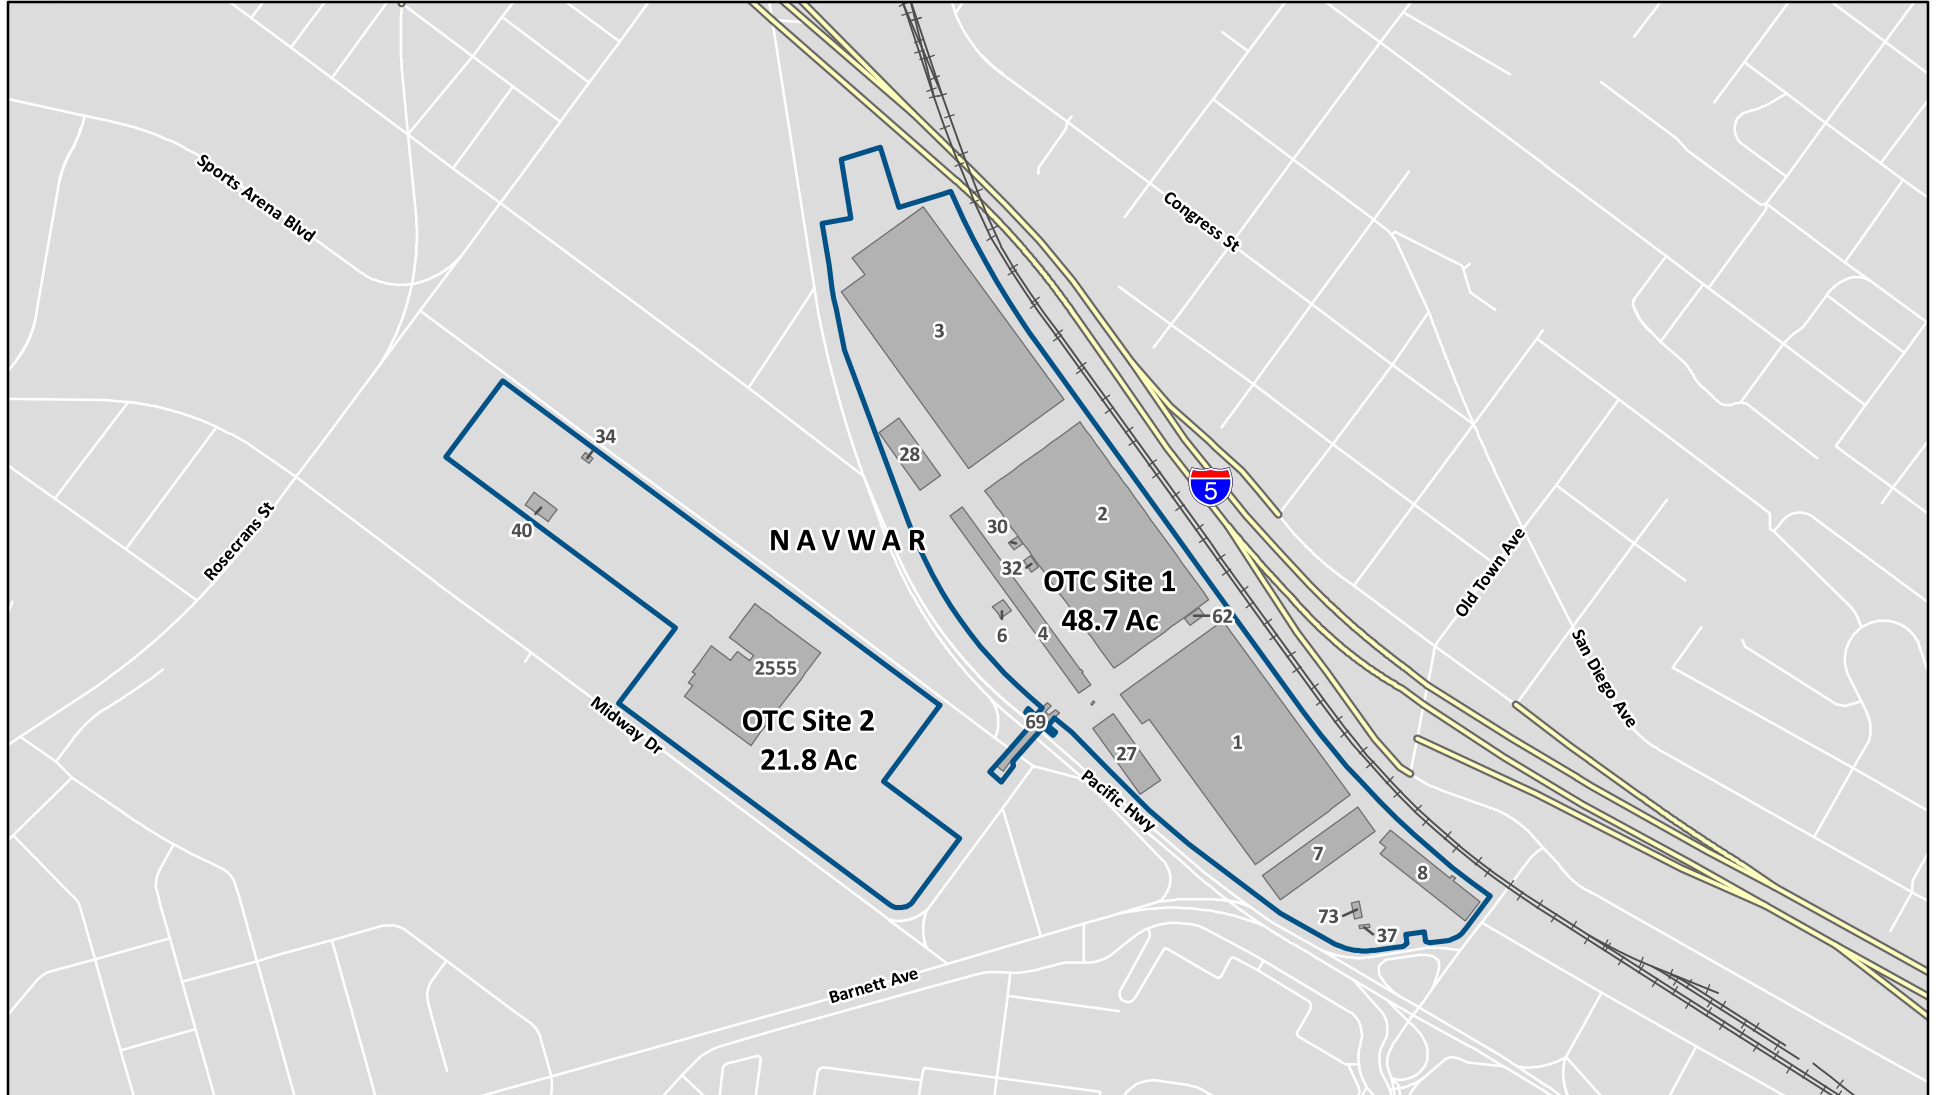 Sports Arena Blvd
Congress St
3
34
28
5
2
40
30
Rosecrans St
NAVWAR
32
OTC Site 1
48.7 Ac
Old Town Ave
62
6
4
2555
San Diego Ave
Midway Dr
OTC Site 2
21.8 Ac
69
1
27
Pacific Hwy
7
8
73
37
Barnett Ave